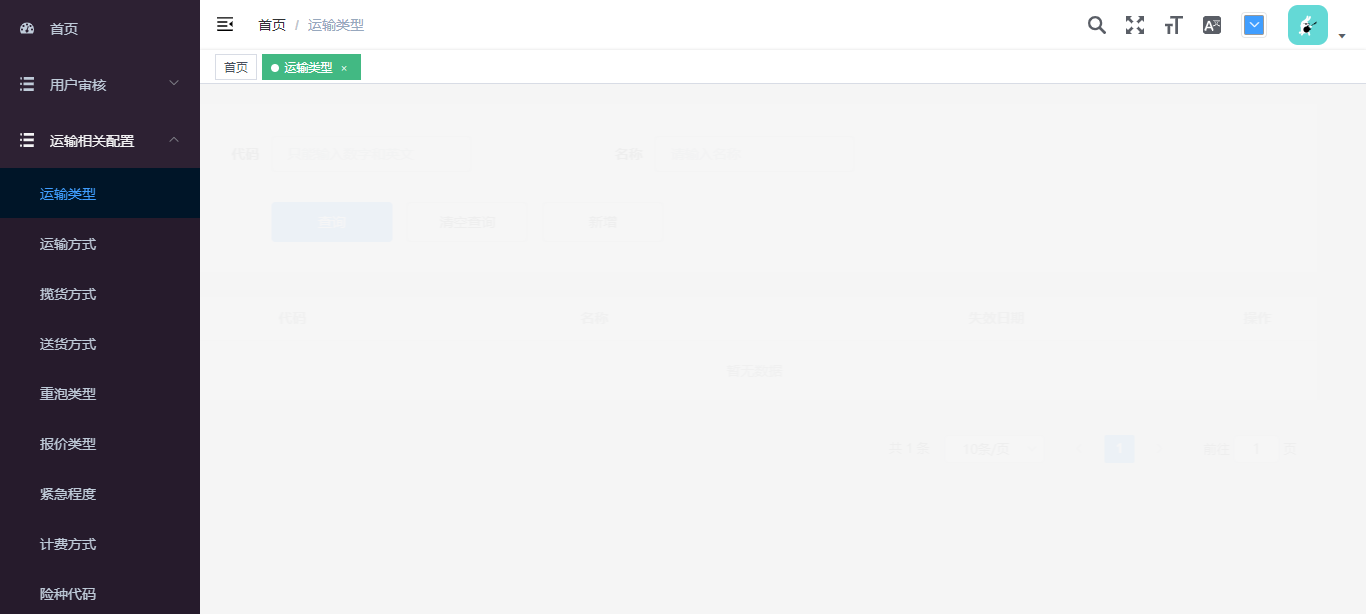 首页
用户审核
运输相关配置
运输类型
运输方式
揽货方式
送货方式
重泡类型
报价类型
紧急程度
计费方式
险种代码
首页 / 运输类型
首页 运输类型 ×
代码 名称
查询 清空查询 新增
代码 名称 失效日期 操作
暂无数据
10条/页 1 前往 1 页